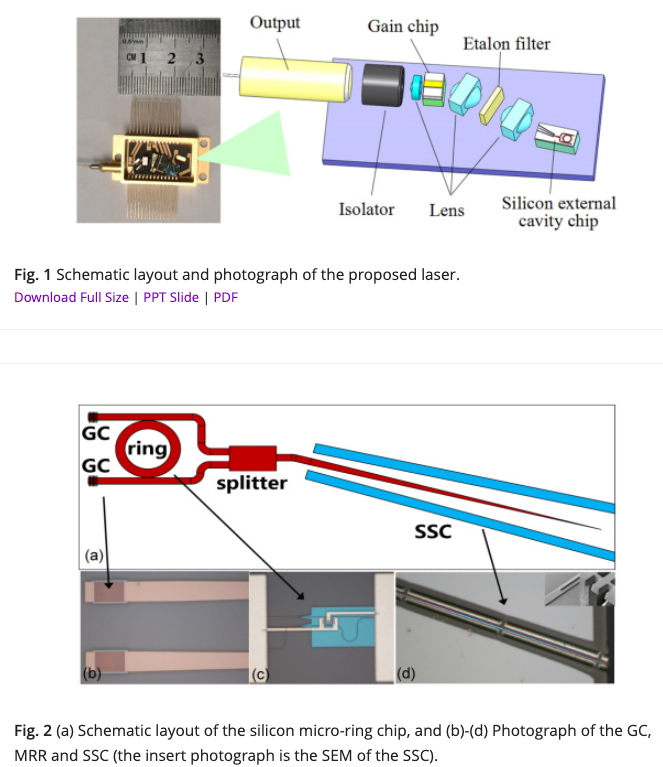 Output
Gain chip
Etalon filter
0.5mm
CM 1 2 3
Isolator
Lens
Silicon external
cavity chip
Fig. 1 Schematic layout and photograph of the proposed laser.
Download Full Size | PPT Slide | PDF
GC
ring
GC
splitter
SSC
(a)
(b)
(c)
(d)
Fig. 2 (a) Schematic layout of the silicon micro-ring chip, and (b)-(d) Photograph of the GC,
MRR and SSC (the insert photograph is the SEM of the SSC).